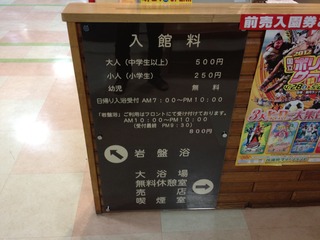 入館料
大人（中学生以上） 500円
小人（小学生） 250円
幼児 無料
日帰り入浴受付 AM7：00〜PM10：00
「岩盤浴」ご利用はフロントにて受け付けております。
AM10：00〜PM10：00
（受付最終 PM9：30）
800円
岩盤浴
大浴場
無料休憩室
売店
喫煙室
前売入園券